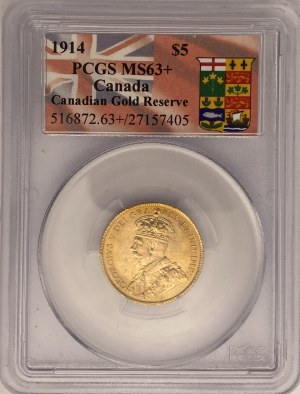 1914 $5
PCGS MS63+
Canada
Canadian Gold Reserve
516872.63+/27157405